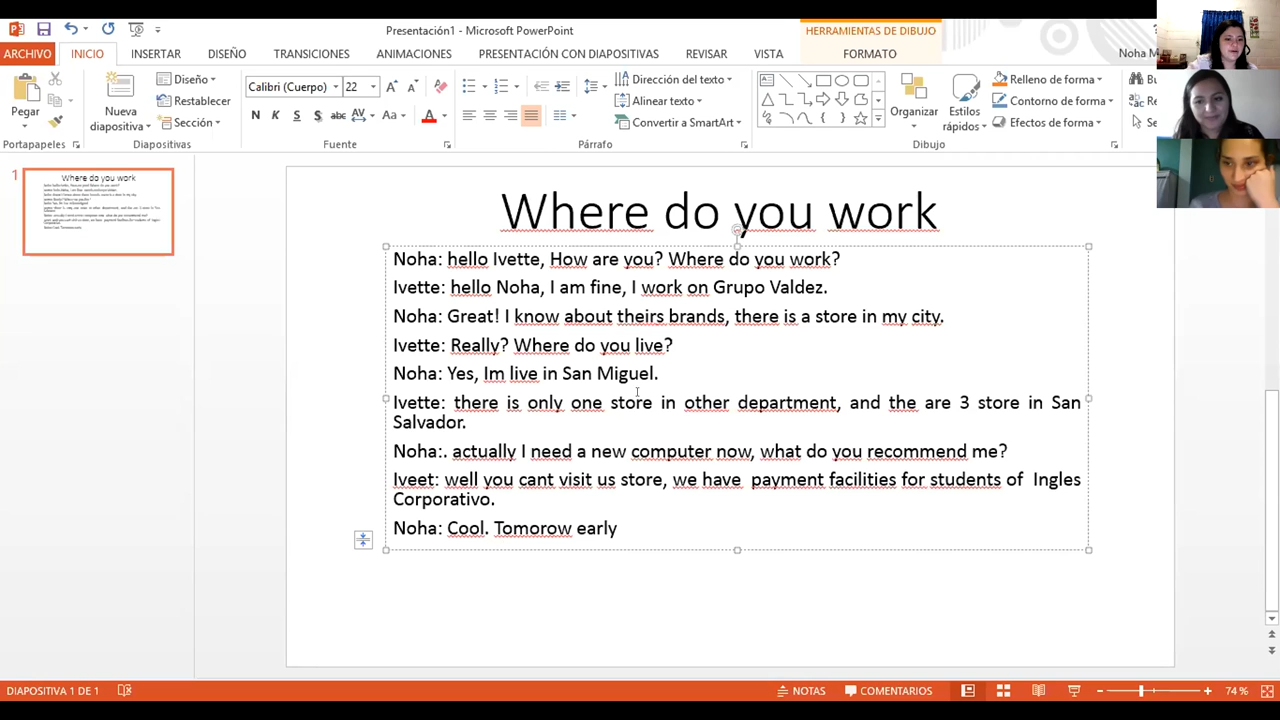 Presentación1 - Microsoft PowerPoint
HERRAMIENTAS DE DIBUJO
ARCHIVO INICIO INSERTAR DISEÑO TRANSICIONES ANIMACIONES PRESENTACIÓN CON DIAPOSITIVAS REVISAR VISTA FORMATO Noha M
Pegar
Nueva diapositiva
Diseño
Restablecer
Sección
Calibri (Cuerpo) 22
N K S S abc AV Aa A
Dirección del texto
Alinear texto
Convertir a SmartArt
Organizar
Estilos rápidos
Relleno de forma
Contorno de forma
Efectos de forma
Portapapeles Diapositivas Fuente Párrafo Dibujo
1
Where do you work
Noha: hello Ivette, How are you? Where do you work?
Ivette: hello Noha, I am fine, I work on Grupo Valdez.
Noha: Great! I know about theirs brands, there is a store in my city.
Ivette: Really? Where do you live?
Noha: Yes, Im live in San Miguel.
Ivette: there is only one store in other department, and the are 3 store in San
Salvador.
Noha:. actually I need a new computer now, what do you recommend me?
Iveet: well you cant visit us store, we have payment facilities for students of Ingles
Corporativo.
Noha: Cool. Tomorow early
DIAPOSITIVA 1 DE 1 NOTAS COMENTARIOS 74 %